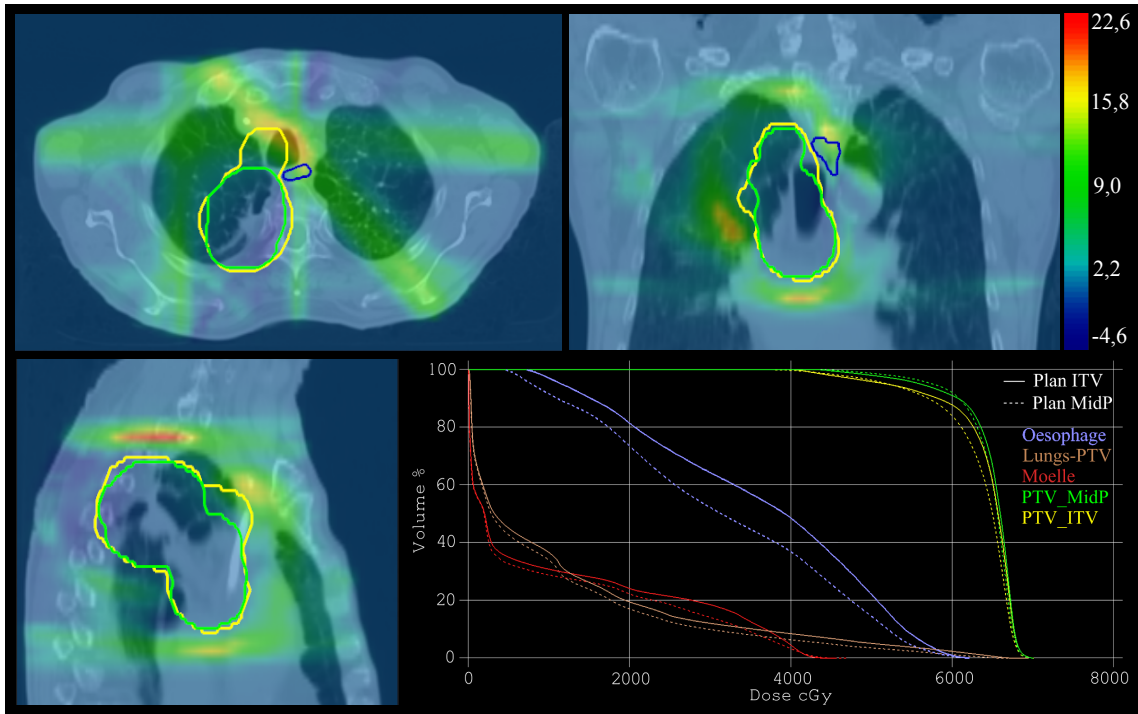 22,6
15,8
9,0
2,2
-4,6
100
80
60
40
20
0
Volume %
0
2000
4000
6000
8000
Dose cGy
Plan ITV
Plan MidP
Oesophage
Lungs-PTV
Moelle
PTV_MidP
PTV_ITV